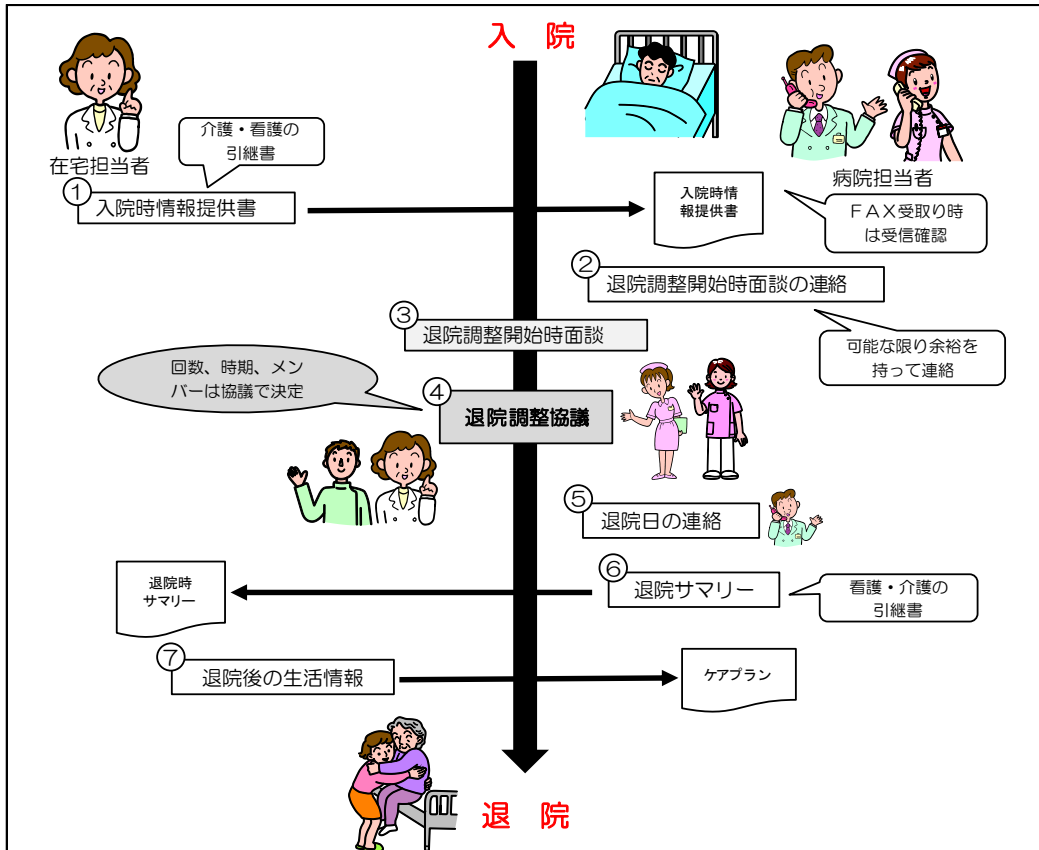 入 院
介護・看護の
引継書
在宅担当者
①
入院時情報提供書
入院時情
報提供書
病院担当者
ＦＡＸ受取り時
は受信確認
②
退院調整開始時面談の連絡
可能な限り余裕を
持って連絡
③
退院調整開始時面談
回数、時期、メン
バーは協議で決定
④
退院調整協議
⑤
退院日の連絡
⑥
退院サマリー
看護・介護の
引継書
退院時
サマリー
⑦
退院後の生活情報
ケアプラン
退 院